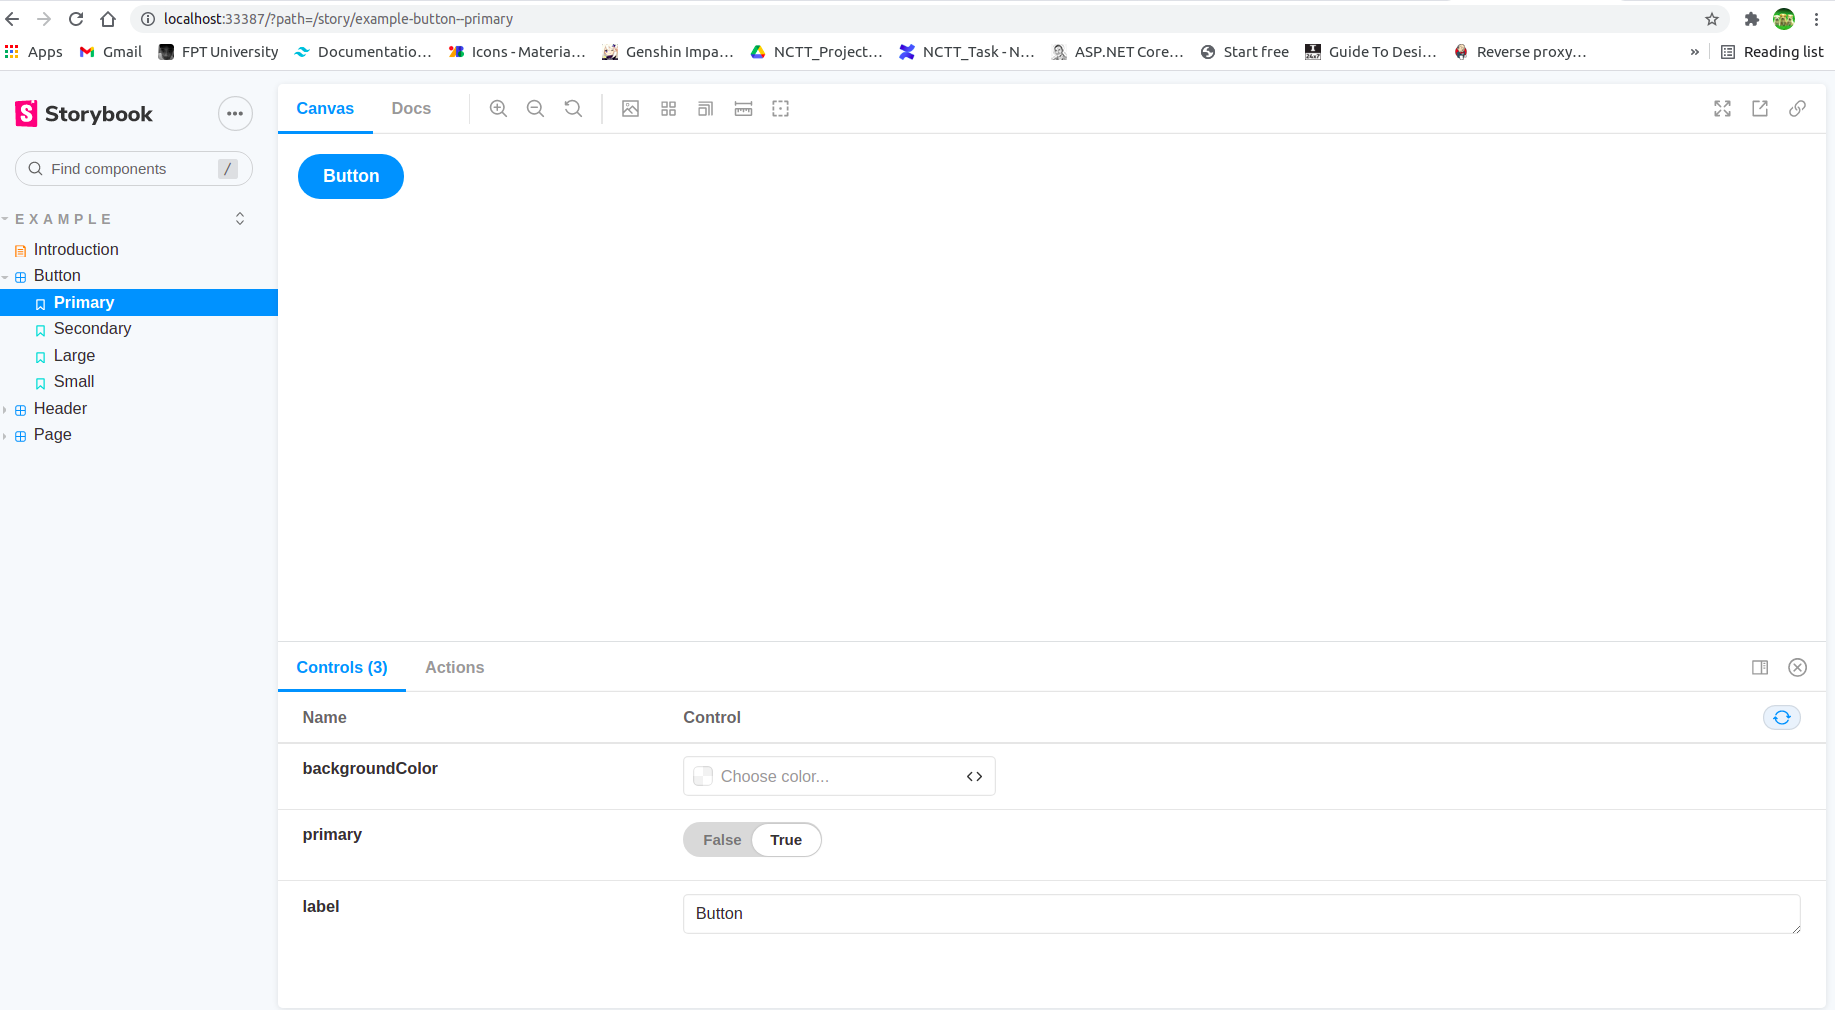 localhost:33387/?path=/story/example-button--primary
Apps Gmail FPT University Documentatio... Icons - Materia... Genshin Impa... NCTT_Project... NCTT_Task - N... ASP.NET Core... Start free Guide To Desi... Reverse proxy... » Reading list
Storybook
Canvas Docs
Find components /
Button
EXAMPLE
Introduction
Button
Primary
Secondary
Large
Small
Header
Page
Controls (3) Actions
Name Control
backgroundColor Choose color...
primary False True
label Button